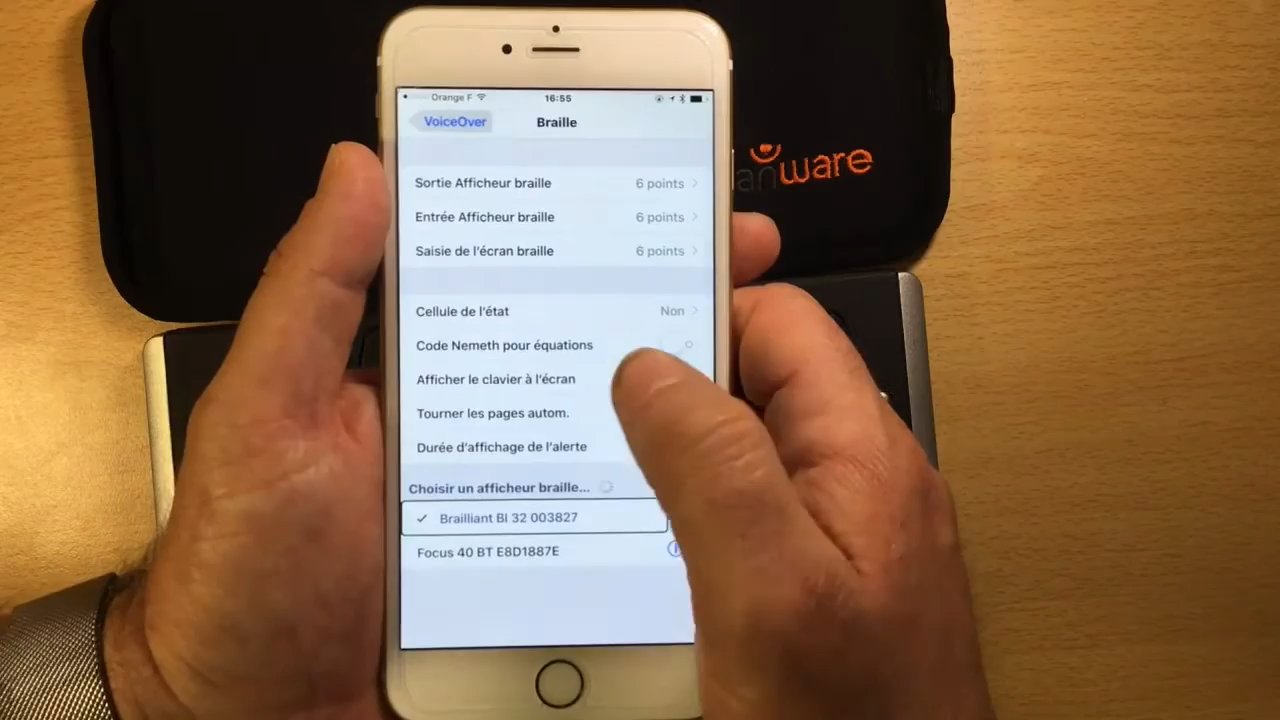 Orange F 16:55
VoiceOver Braille
Sortie Afficheur braille 6 points
Entrée Afficheur braille 6 points
Saisie de l'écran braille 6 points
Cellule de l'état Non
Code Nemeth pour équations
Afficher le clavier à l'écran
Tourner les pages autom.
Durée d'affichage de l'alerte
Choisir un afficheur braille...
Brailliant BI 32 003827
Focus 40 BT E8D1887E
anware